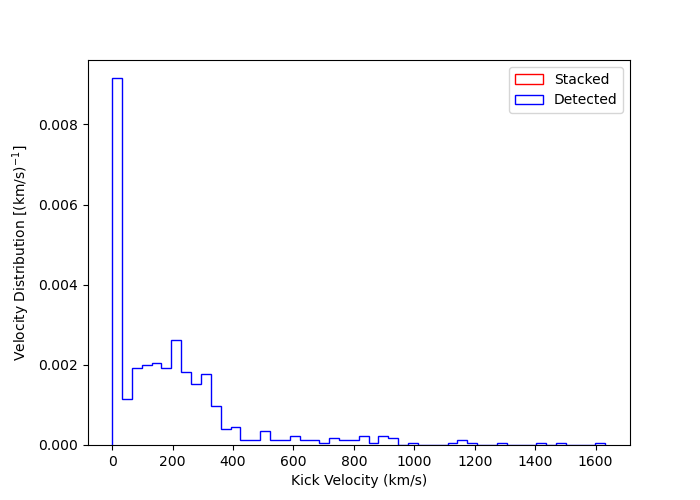 Stacked
Detected
0.008
0.006
0.004
0.002
0.000
Velocity Distribution [(km/s)⁻¹]
0 200 400 600 800 1000 1200 1400 1600
Kick Velocity (km/s)